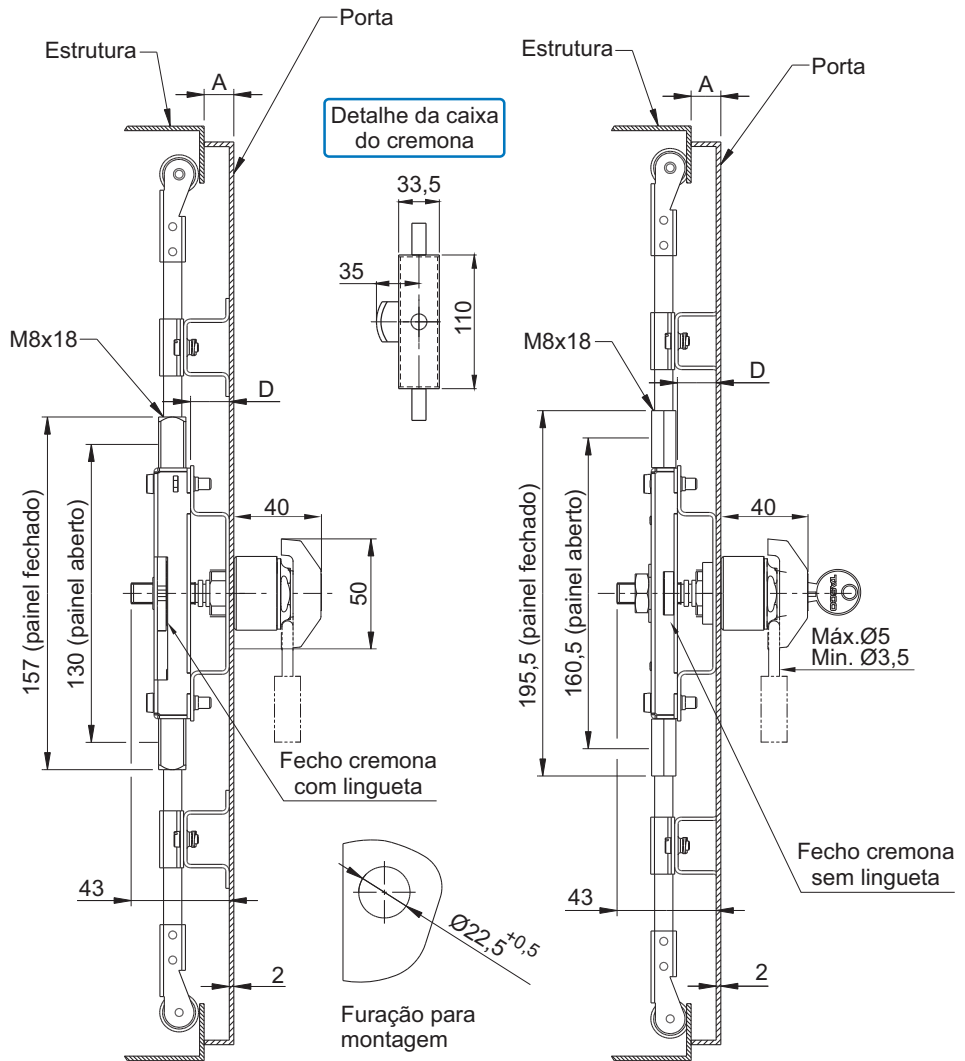 Porta
Estrutura
A
Detalhe da caixa
do cremona
33,5
35
110
M8x18
D
157 (painel fechado)
130 (painel aberto)
40
50
Fecho cremona
com lingueta
43
2
Ø22,5+0,5
Furação para
montagem
Estrutura
A
Porta
M8x18
D
195,5 (painel fechado)
160,5 (painel aberto)
40
TASCO
Máx.Ø5
Min. Ø3,5
Fecho cremona
sem lingueta
43
2